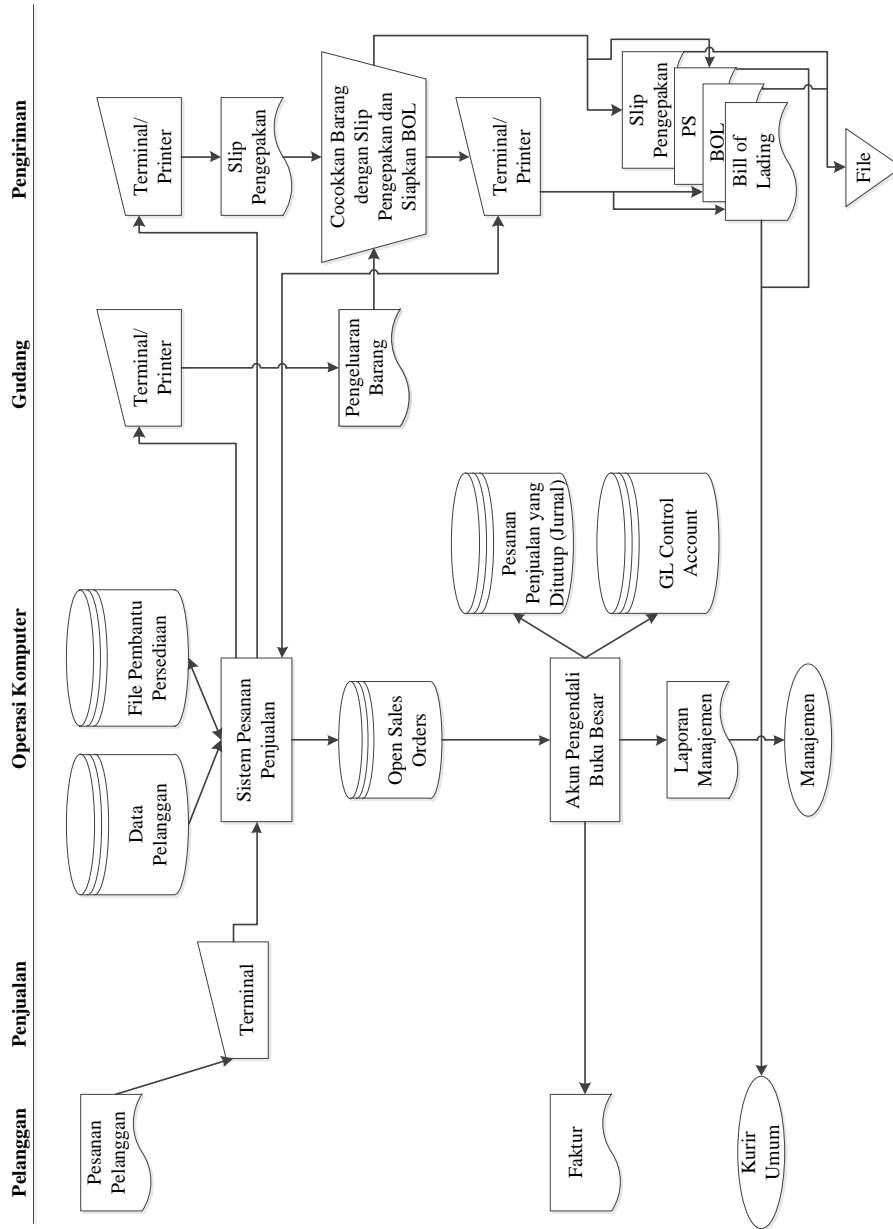 Pelanggan
Penjualan
Operasi Komputer
Gudang
Pengiriman
Pesanan
Pelanggan
Terminal
Data
Pelanggan
File Pembantu
Persediaan
Sistem Pesanan
Penjualan
Open Sales
Orders
Terminal/
Printer
Pengeluaran
Barang
Terminal/
Printer
Slip
Pengepakan
Cocokkan Barang
dengan Slip
Pengepakan dan
Siapkan BOL
Terminal/
Printer
Faktur
Akun Pengendali
Buku Besar
Pesanan
Penjualan yang
Ditutup (Jurnal)
GL Control
Account
Laporan
Manajemen
Manajemen
Slip
Pengepakan
PS
BOL
Bill of
Lading
File
Kurir
Umum